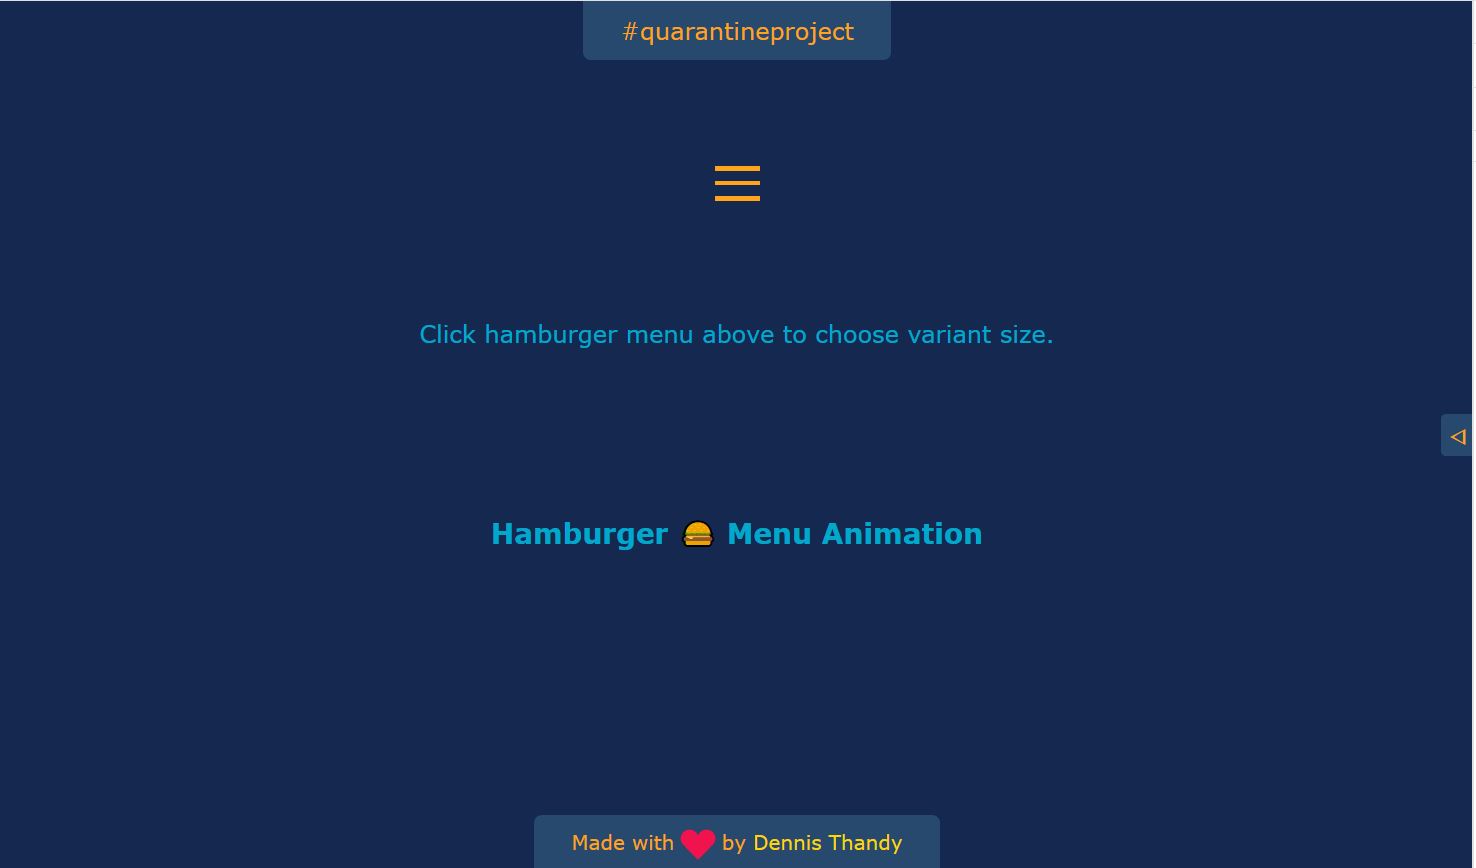 #quarantineproject
Click hamburger menu above to choose variant size.
Hamburger 🍔 Menu Animation
Made with ❤ by Dennis Thandy